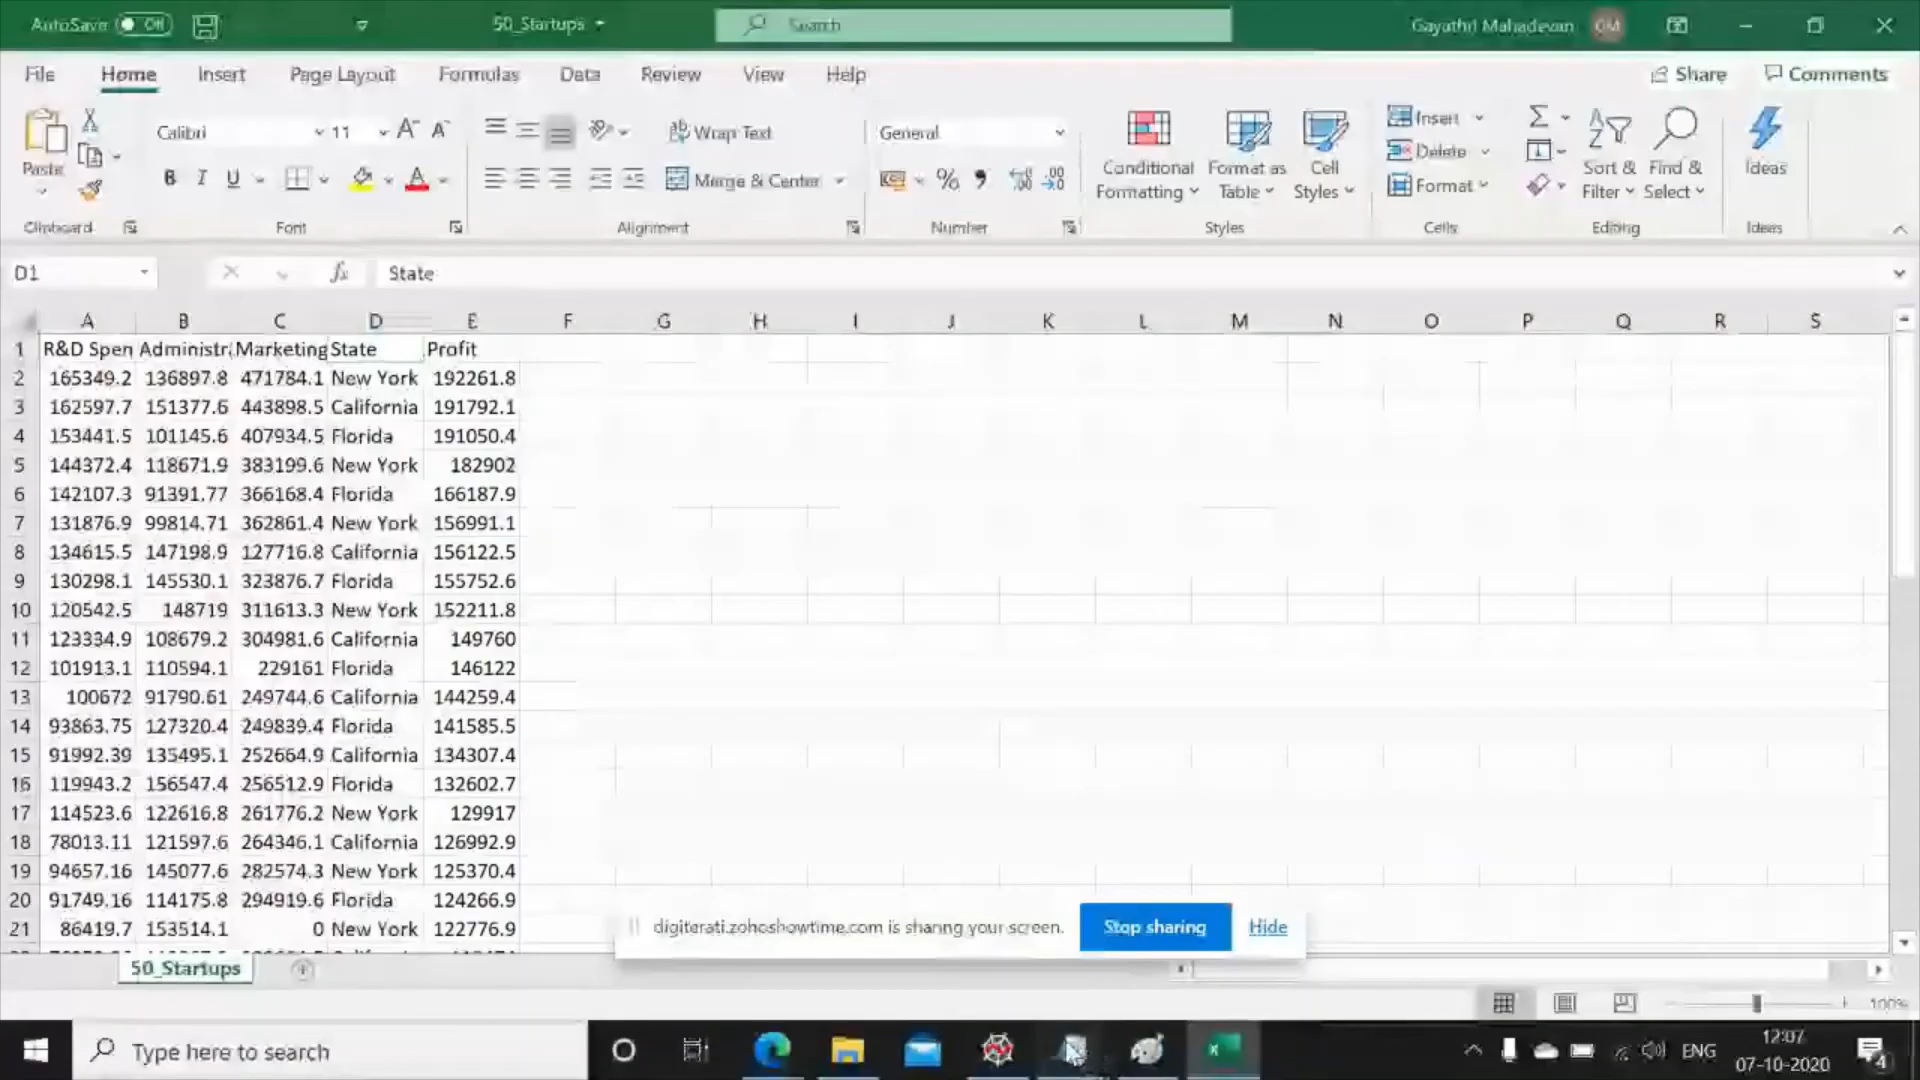 AutoSave Off 50_Startups Search Gayathri Mahadevan GM
File Home Insert Page Layout Formulas Data Review View Help Share Comments
Paste Calibri 11 A A Wrap Text General Conditional Formatting Format as Table Cell Styles Insert Delete Format Sort & Filter Find & Select Ideas
B I U Merge & Center % 9
Clipboard Font Alignment Number Styles Cells Editing Ideas
D1 fx State
A B C D E F G H I J K L M N O P Q R S
1 R&D Spen Administr Marketing State Profit
2 165349.2 136897.8 471784.1 New York 192261.8
3 162597.7 151377.6 443898.5 California 191792.1
4 153441.5 101145.6 407934.5 Florida 191050.4
5 144372.4 118671.9 383199.6 New York 182902
6 142107.3 91391.77 366168.4 Florida 166187.9
7 131876.9 99814.71 362861.4 New York 156991.1
8 134615.5 147198.9 127716.8 California 156122.5
9 130298.1 145530.1 323876.7 Florida 155752.6
10 120542.5 148719 311613.3 New York 152211.8
11 123334.9 108679.2 304981.6 California 149760
12 101913.1 110594.1 229161 Florida 146122
13 100672 91790.61 249744.6 California 144259.4
14 93863.75 127320.4 249839.4 Florida 141585.5
15 91992.39 135495.1 252664.9 California 134307.4
16 119943.2 156547.4 256512.9 Florida 132602.7
17 114523.6 122616.8 261776.2 New York 129917
18 78013.11 121597.6 264346.1 California 126992.9
19 94657.16 145077.6 282574.3 New York 125370.4
20 91749.16 114175.8 294919.6 Florida 124266.9
21 86419.7 153514.1 0 New York 122776.9
digiterati.zohoshowtime.com is sharing your screen. Stop sharing Hide
50_Startups
100%
Type here to search
ENG
12:07
07-10-2020
4